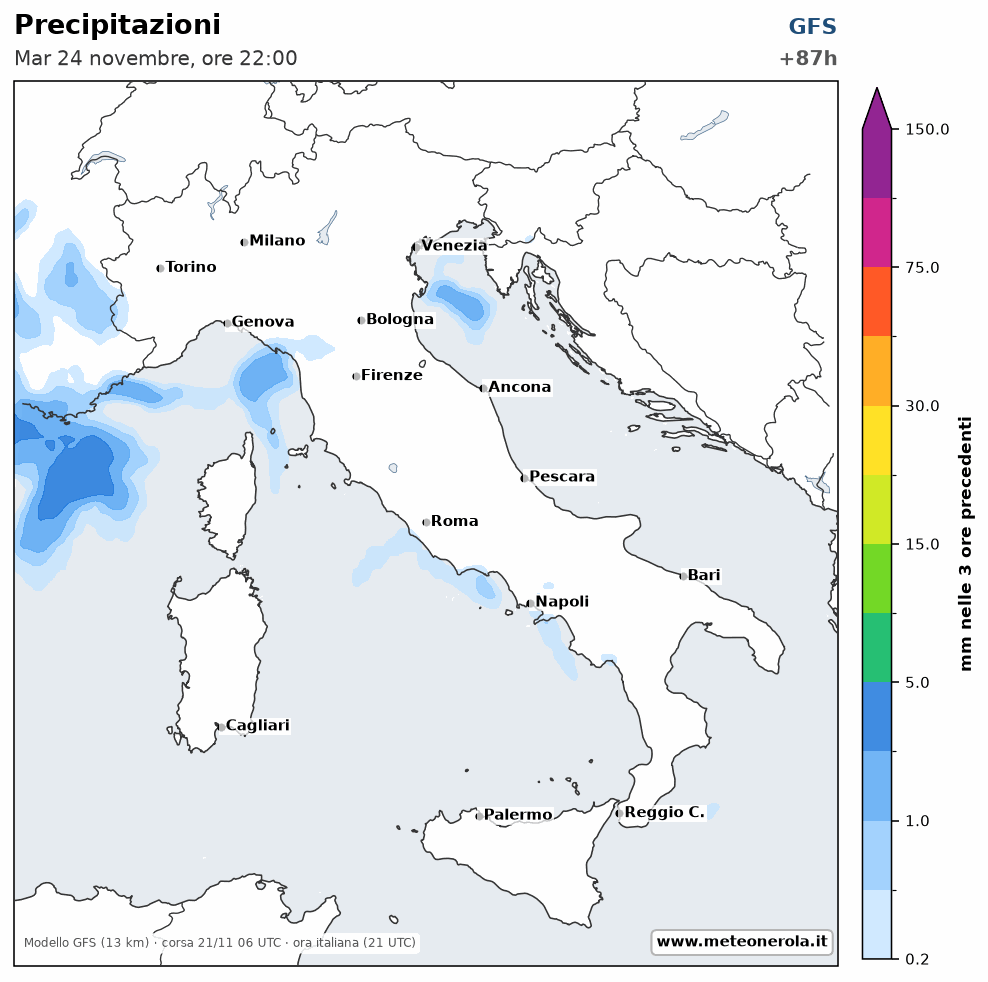 Precipitazioni
GFS
Mar 24 novembre, ore 22:00
+87h
150.0
75.0
30.0
15.0
5.0
1.0
0.2
mm nelle 3 ore precedenti
Milano
Venezia
Torino
Genova
Bologna
Firenze
Ancona
Pescara
Roma
Bari
Napoli
Cagliari
Palermo
Reggio C.
Modello GFS (13 km) · corsa 21/11 06 UTC · ora italiana (21 UTC)
www.meteonerola.it